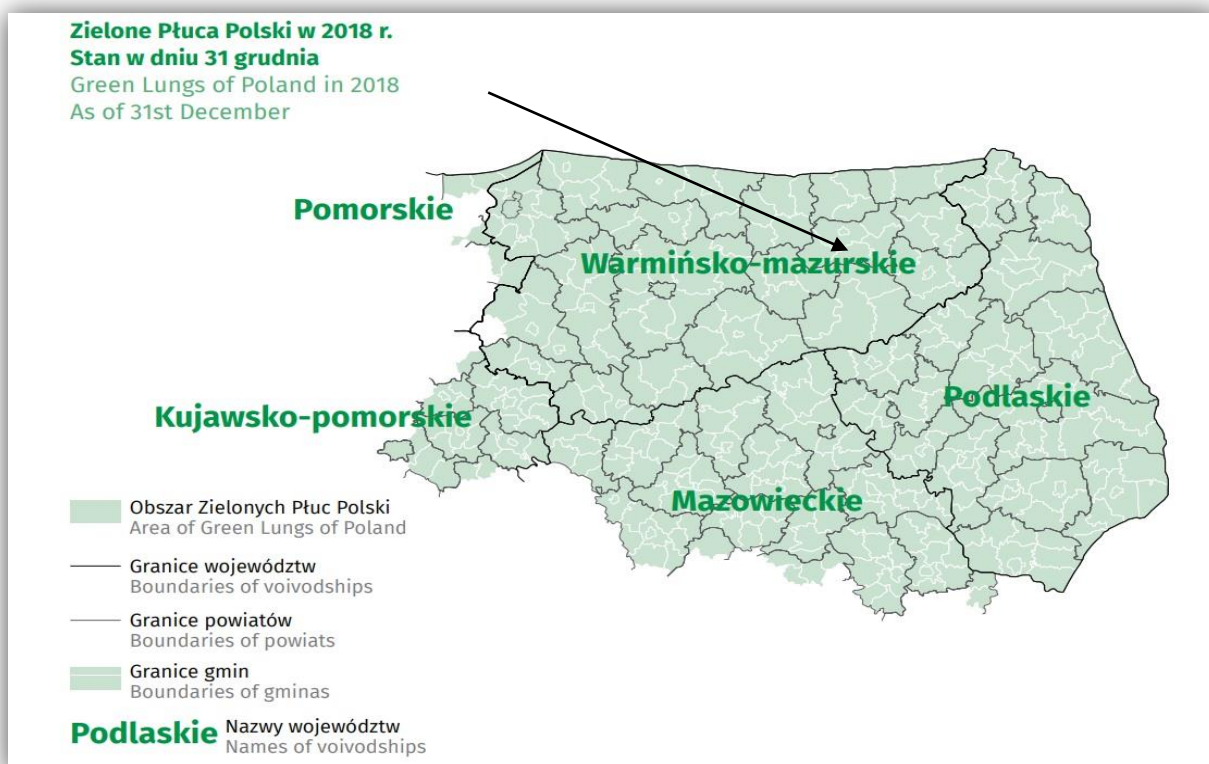 Zielone Płuca Polski w 2018 r.
Stan w dniu 31 grudnia
Green Lungs of Poland in 2018
As of 31st December
Pomorskie
Warmińsko-mazurskie
Podlaskie
Kujawsko-pomorskie
Mazowieckie
Obszar Zielonych Płuc Polski
Area of Green Lungs of Poland
Granice województw
Boundaries of voivodships
Granice powiatów
Boundaries of powiats
Granice gmin
Boundaries of gminas
Podlaskie Nazwy województw
Names of voivodships